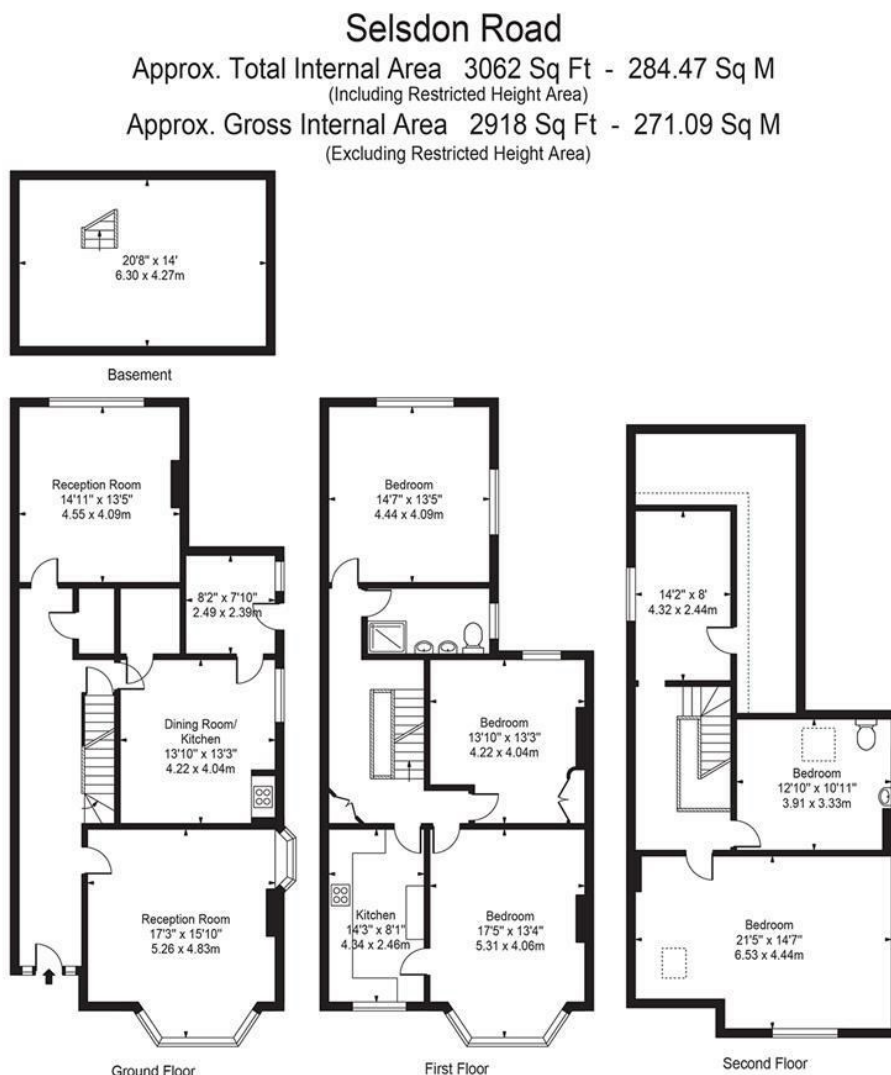 Selsdon Road
Approx. Total Internal Area 3062 Sq Ft - 284.47 Sq M
(Including Restricted Height Area)
Approx. Gross Internal Area 2918 Sq Ft - 271.09 Sq M
(Excluding Restricted Height Area)
20'8" x 14'
6.30 x 4.27m
Basement
Reception Room
14'11" x 13'5"
4.55 x 4.09m
8'2" x 7'10"
2.49 x 2.39m
Dining Room/
Kitchen
13'10" x 13'3"
4.22 x 4.04m
Reception Room
17'3" x 15'10"
5.26 x 4.83m
Ground Floor
Bedroom
14'7" x 13'5"
4.44 x 4.09m
Bedroom
13'10" x 13'3"
4.22 x 4.04m
Kitchen
14'3" x 8'1"
4.34 x 2.46m
Bedroom
17'5" x 13'4"
5.31 x 4.06m
First Floor
14'2" x 8'
4.32 x 2.44m
Bedroom
12'10" x 10'11"
3.91 x 3.33m
Bedroom
21'5" x 14'7"
6.53 x 4.44m
Second Floor